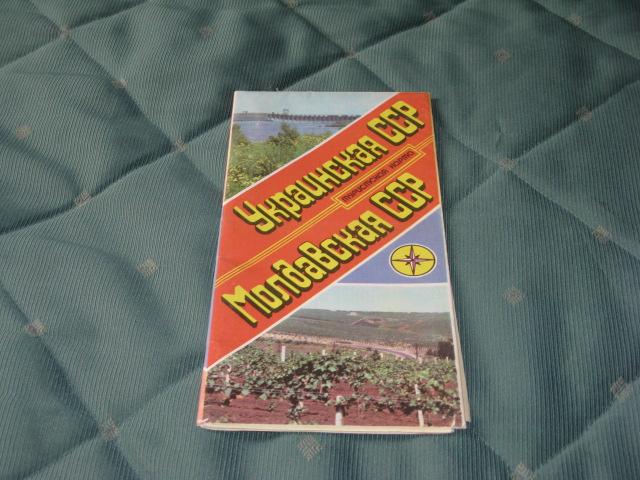 Украинская ССР
туристская карта
Молдавская ССР